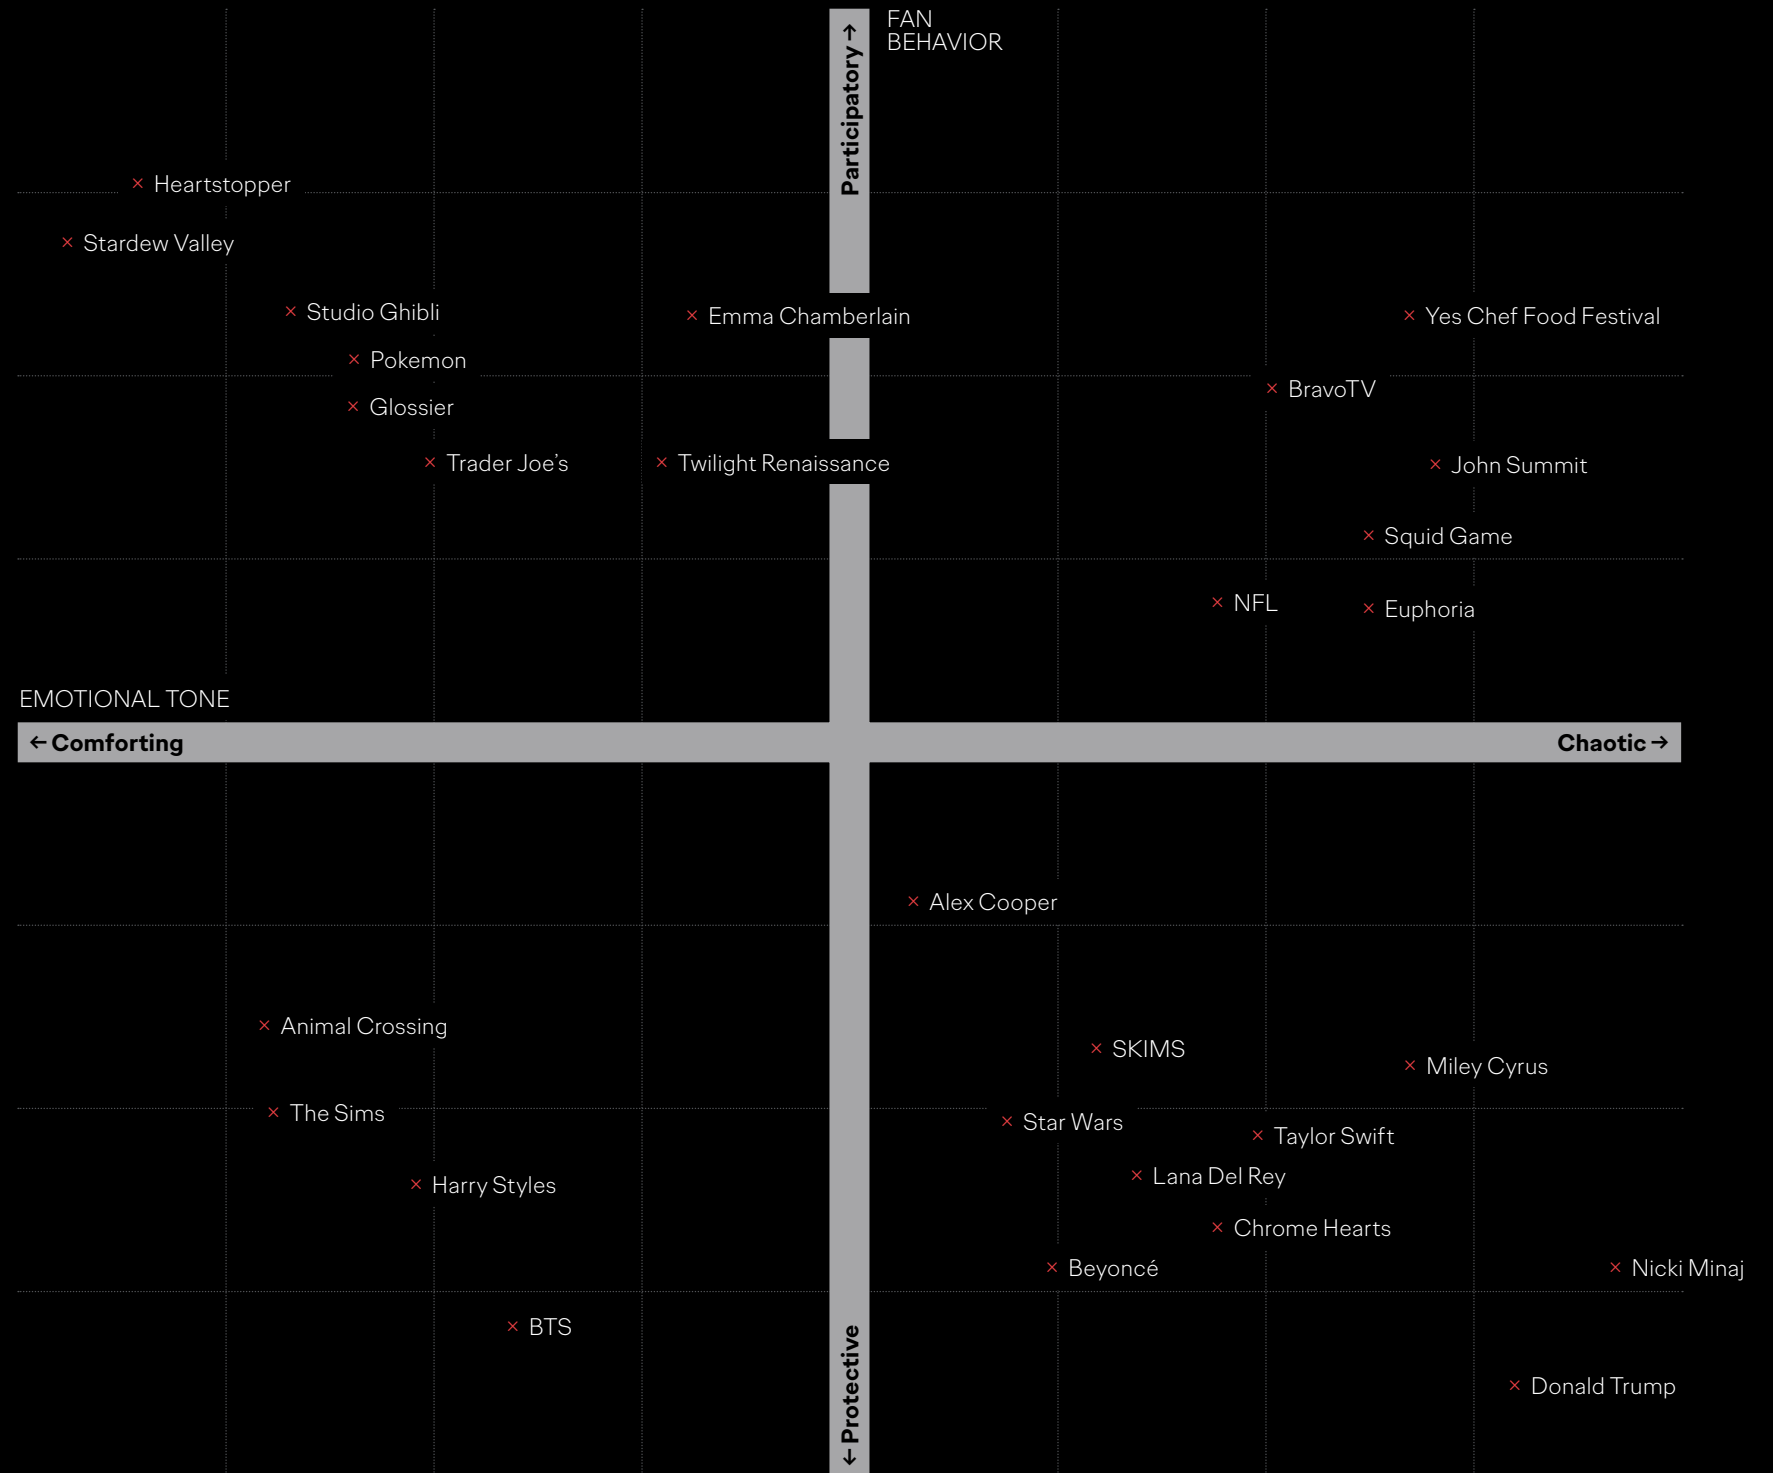 FAN
BEHAVIOR
Participatory →
Heartstopper
Stardew Valley
Studio Ghibli
Emma Chamberlain
Yes Chef Food Festival
Pokemon
BravoTV
Glossier
Trader Joe’s
Twilight Renaissance
John Summit
Squid Game
NFL
Euphoria
EMOTIONAL TONE
← Comforting
Chaotic →
Alex Cooper
Animal Crossing
SKIMS
Miley Cyrus
The Sims
Star Wars
Taylor Swift
Lana Del Rey
Harry Styles
Chrome Hearts
Beyoncé
Nicki Minaj
BTS
← Protective
Donald Trump